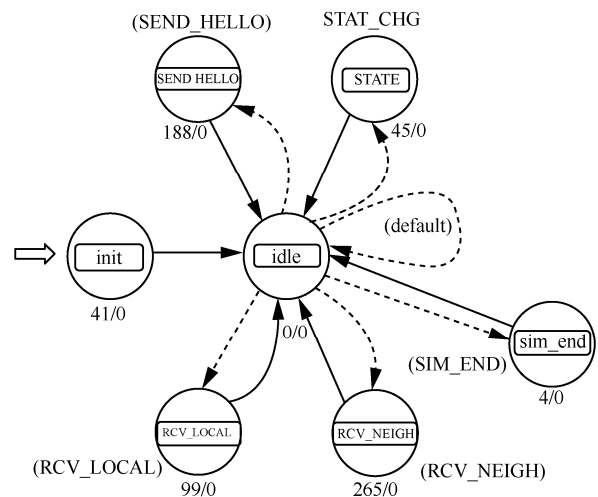 (SEND_HELLO)
STAT_CHG
SEND HELLO
STATE
188/0
45/0
(default)
init
idle
41/0
0/0
sim_end
(SIM_END)
4/0
RCV_LOCAL
RCV_NEIGH
(RCV_LOCAL)
(RCV_NEIGH)
99/0
265/0